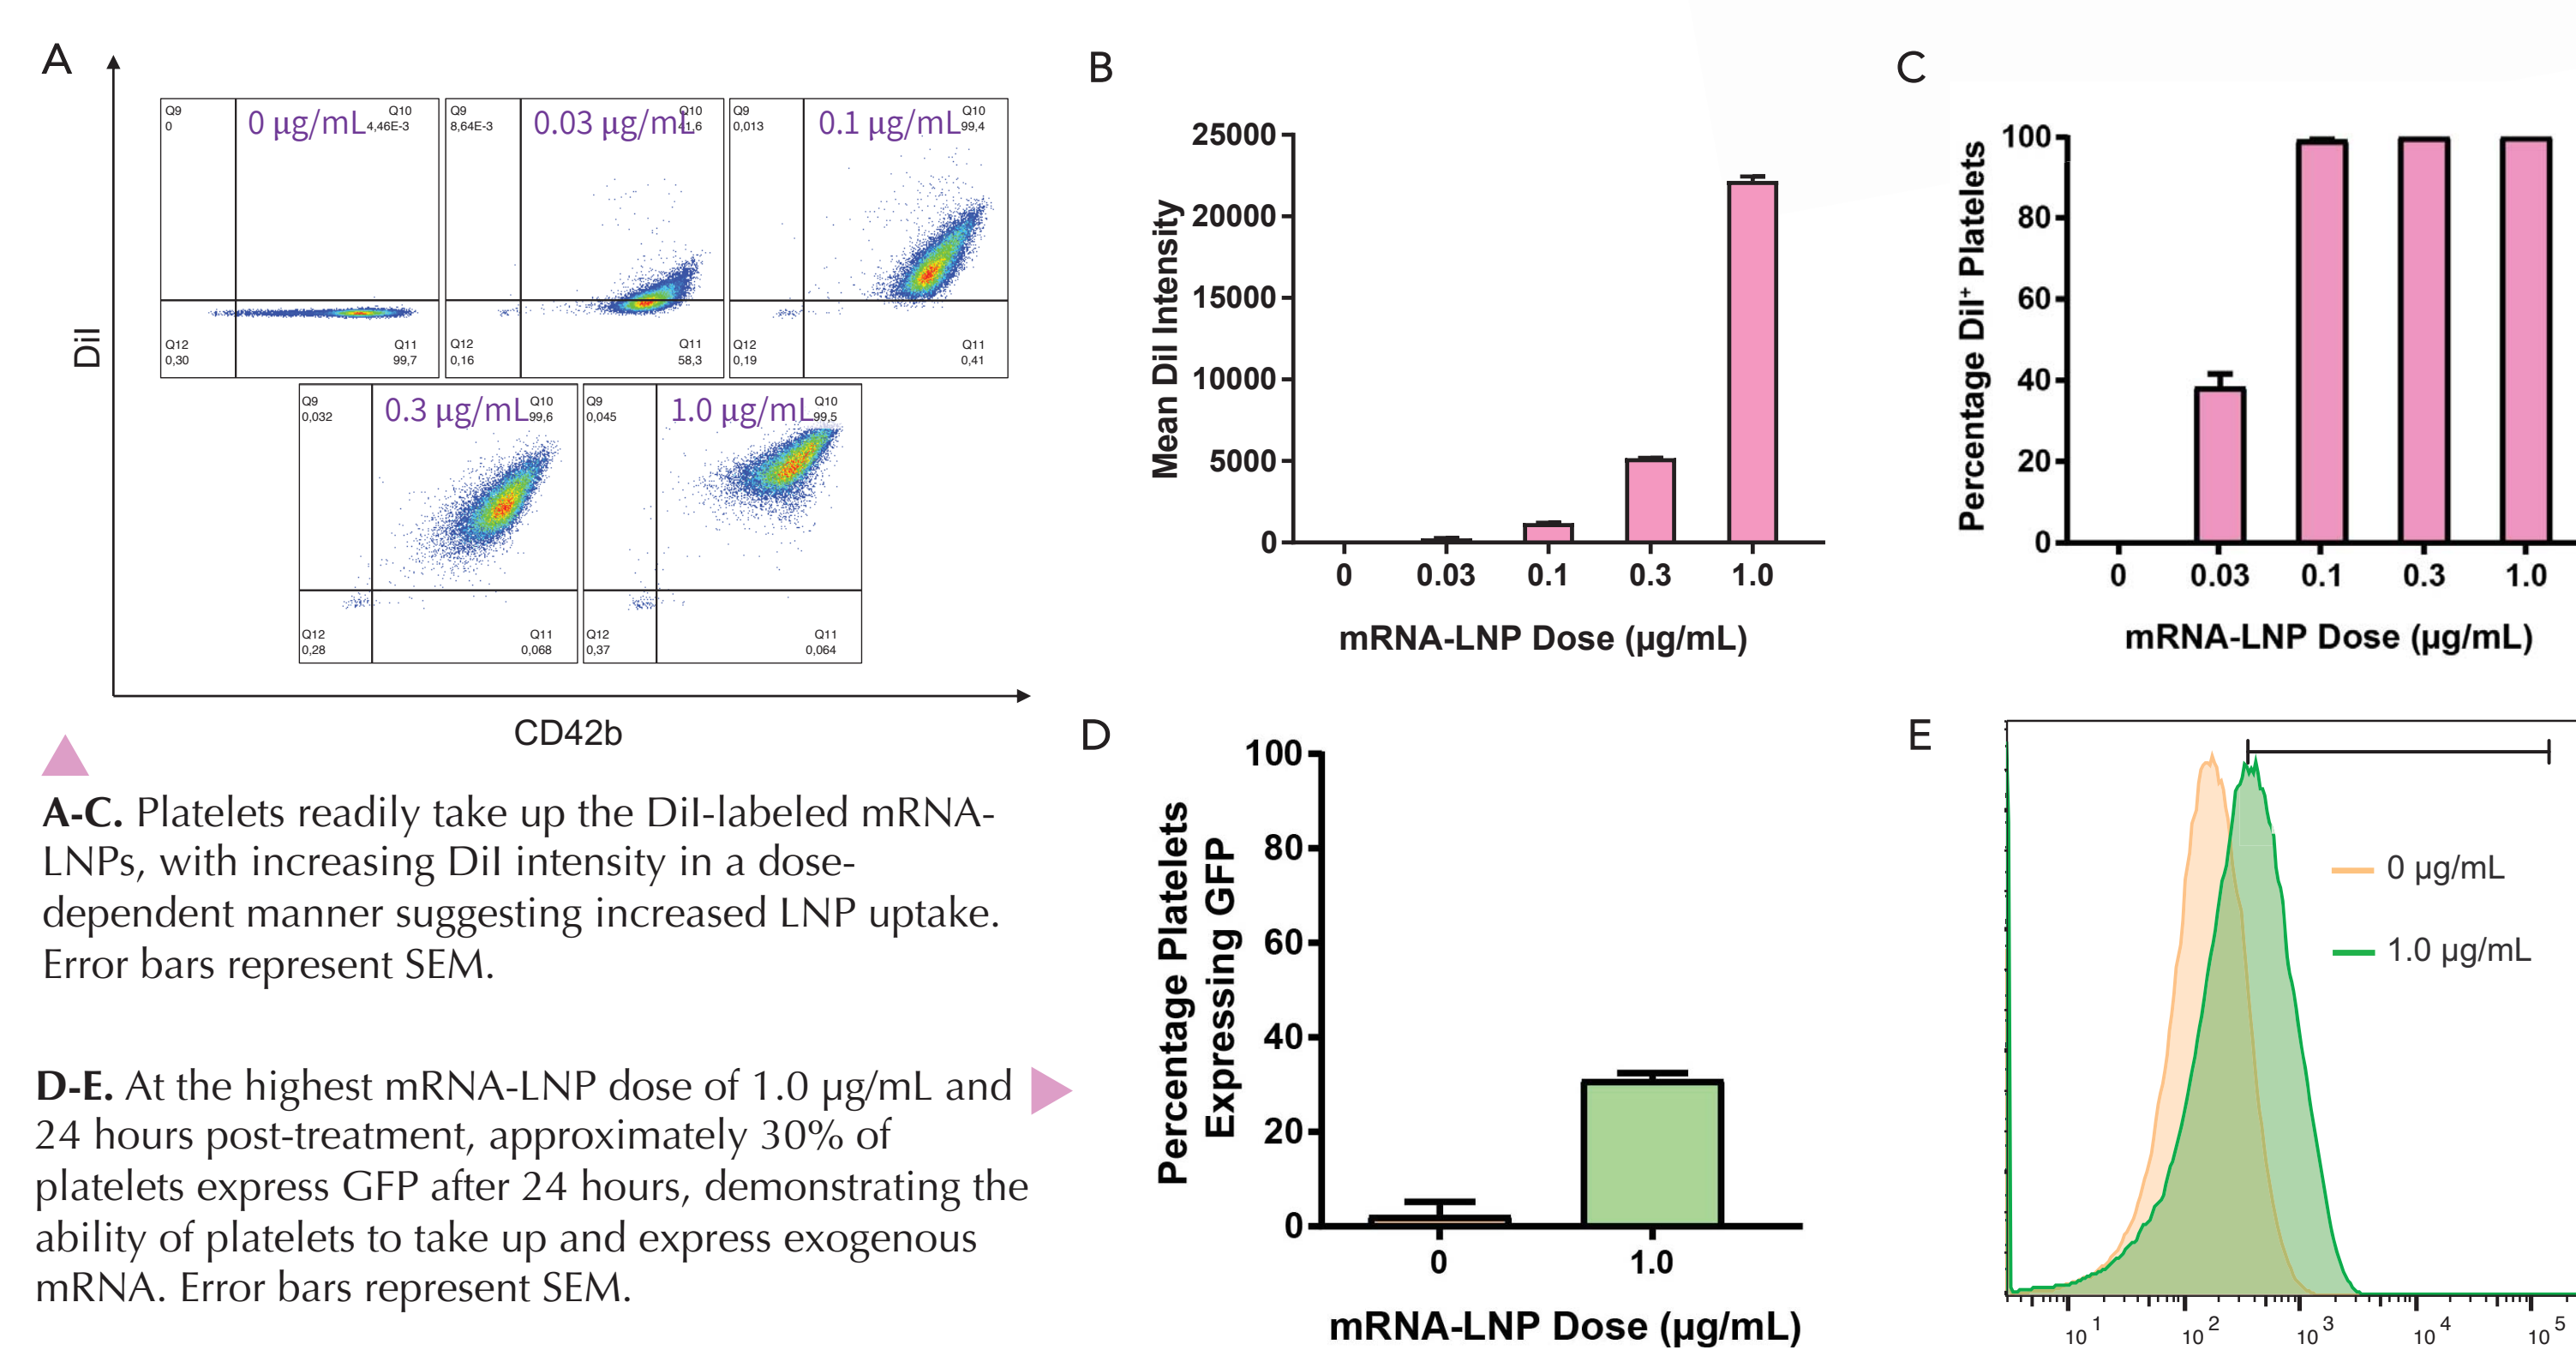 A
Q9
0
0 µg/mL
Q10
4,46E-3
Q12
0,30
Q11
99,7
Q9
8,64E-3
0.03 µg/mL
Q10
41,6
Q12
0,16
Q11
58,3
Q9
0,013
0.1 µg/mL
Q10
99,4
Q12
0,19
Q11
0,41
Q9
0,032
0.3 µg/mL
Q10
99,6
Q12
0,28
Q11
0,068
Q9
0,045
1.0 µg/mL
Q10
99,5
Q12
0,37
Q11
0,064
DiI
CD42b
B
Mean DiI Intensity
25000
20000
15000
10000
5000
0
0 0.03 0.1 0.3 1.0
mRNA-LNP Dose (µg/mL)
C
Percentage DiI⁺ Platelets
100
80
60
40
20
0
0 0.03 0.1 0.3 1.0
mRNA-LNP Dose (µg/mL)
A-C. Platelets readily take up the DiI-labeled mRNA-
LNPs, with increasing DiI intensity in a dose-
dependent manner suggesting increased LNP uptake.
Error bars represent SEM.
D-E. At the highest mRNA-LNP dose of 1.0 µg/mL and
24 hours post-treatment, approximately 30% of
platelets express GFP after 24 hours, demonstrating the
ability of platelets to take up and express exogenous
mRNA. Error bars represent SEM.
D
Percentage Platelets
Expressing GFP
100
80
60
40
20
0
0 1.0
mRNA-LNP Dose (µg/mL)
E
0 µg/mL
1.0 µg/mL
10¹ 10² 10³ 10⁴ 10⁵